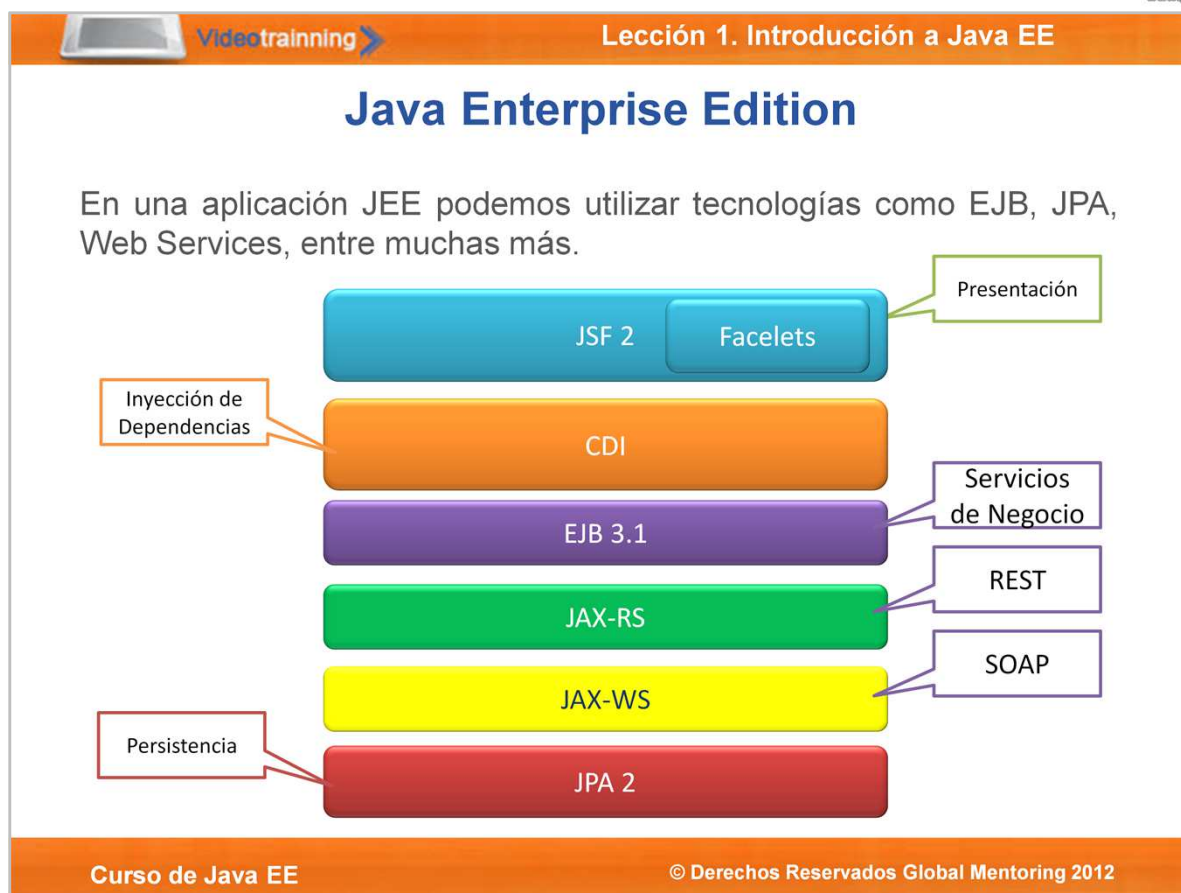 Videotrainning
Lección 1. Introducción a Java EE
Java Enterprise Edition
En una aplicación JEE podemos utilizar tecnologías como EJB, JPA,
Web Services, entre muchas más.
Presentación
JSF 2
Facelets
Inyección de
Dependencias
CDI
Servicios
de Negocio
EJB 3.1
REST
JAX-RS
SOAP
JAX-WS
Persistencia
JPA 2
Curso de Java EE
© Derechos Reservados Global Mentoring 2012